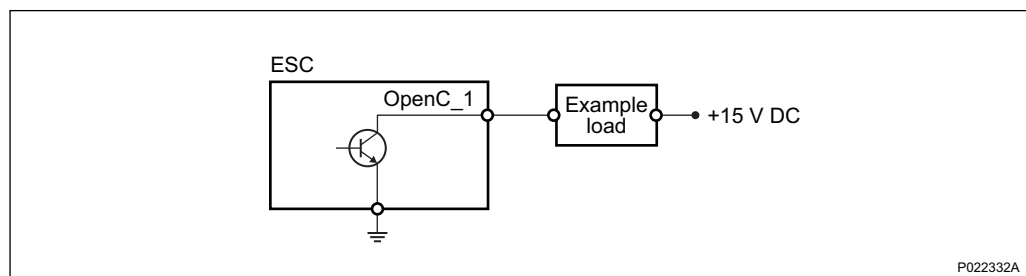 ESC
OpenC_1
Example
load
+15 V DC
P022332A